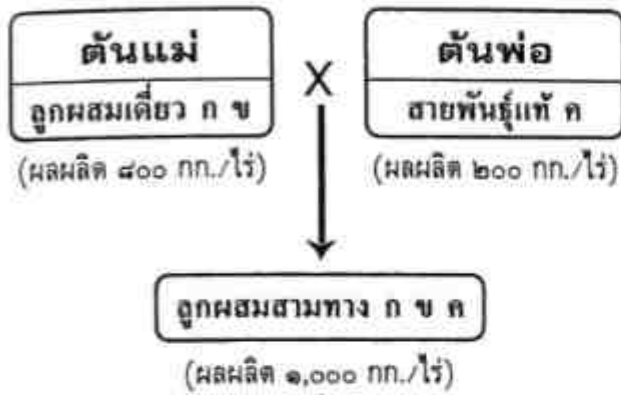 ต้นแม่ X ต้นพ่อ
ลูกผสมเดี่ยว ก ข สายพันธุ์แท้ ค
(ผลผลิต ๘๐๐ กก./ไร่) (ผลผลิต ๒๐๐ กก./ไร่)
ลูกผสมสามทาง ก ข ค
(ผลผลิต ๑,๐๐๐ กก./ไร่)